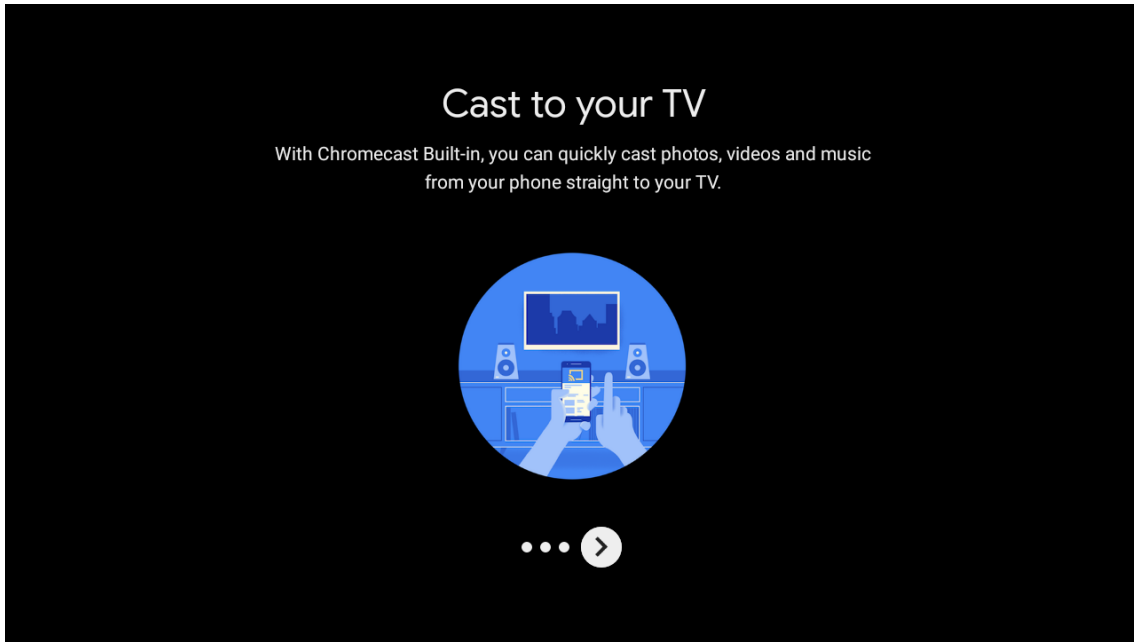 Cast to your TV
With Chromecast Built-in, you can quickly cast photos, videos and music
from your phone straight to your TV.